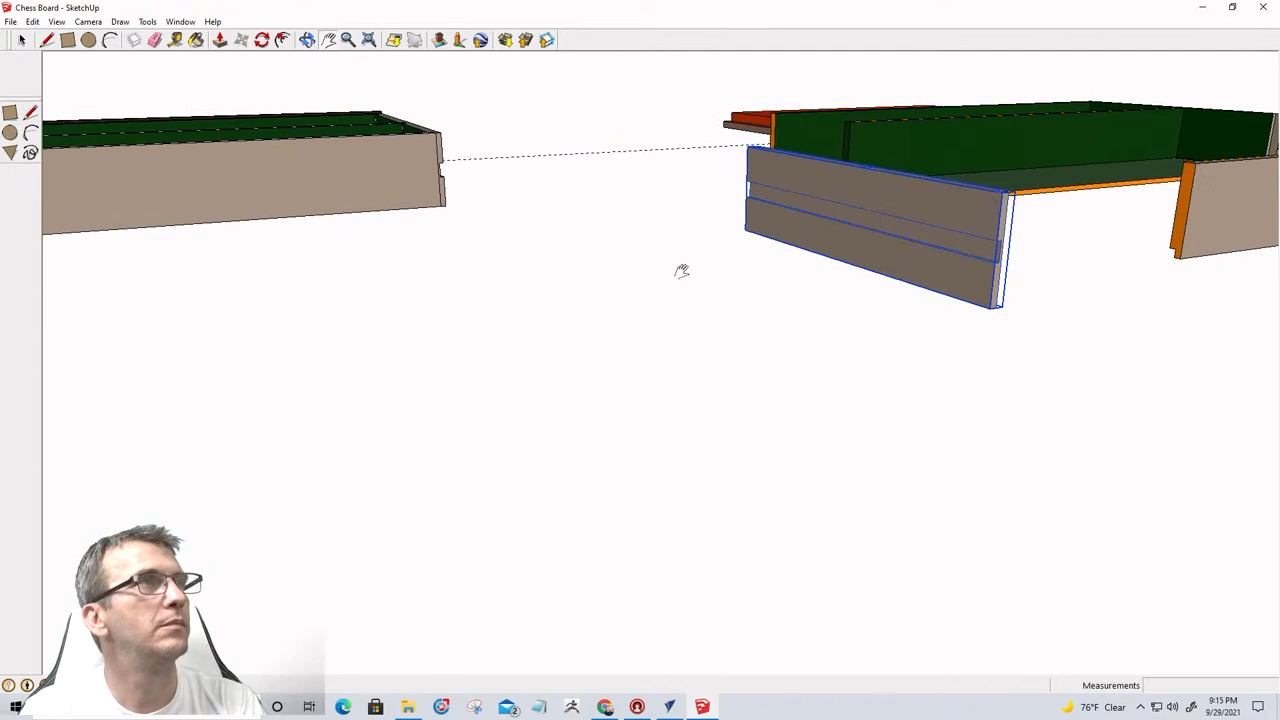 Chess Board - SketchUp
File Edit View Camera Draw Tools Window Help
Measurements
2
76°F Clear
9:15 PM
9/29/2021